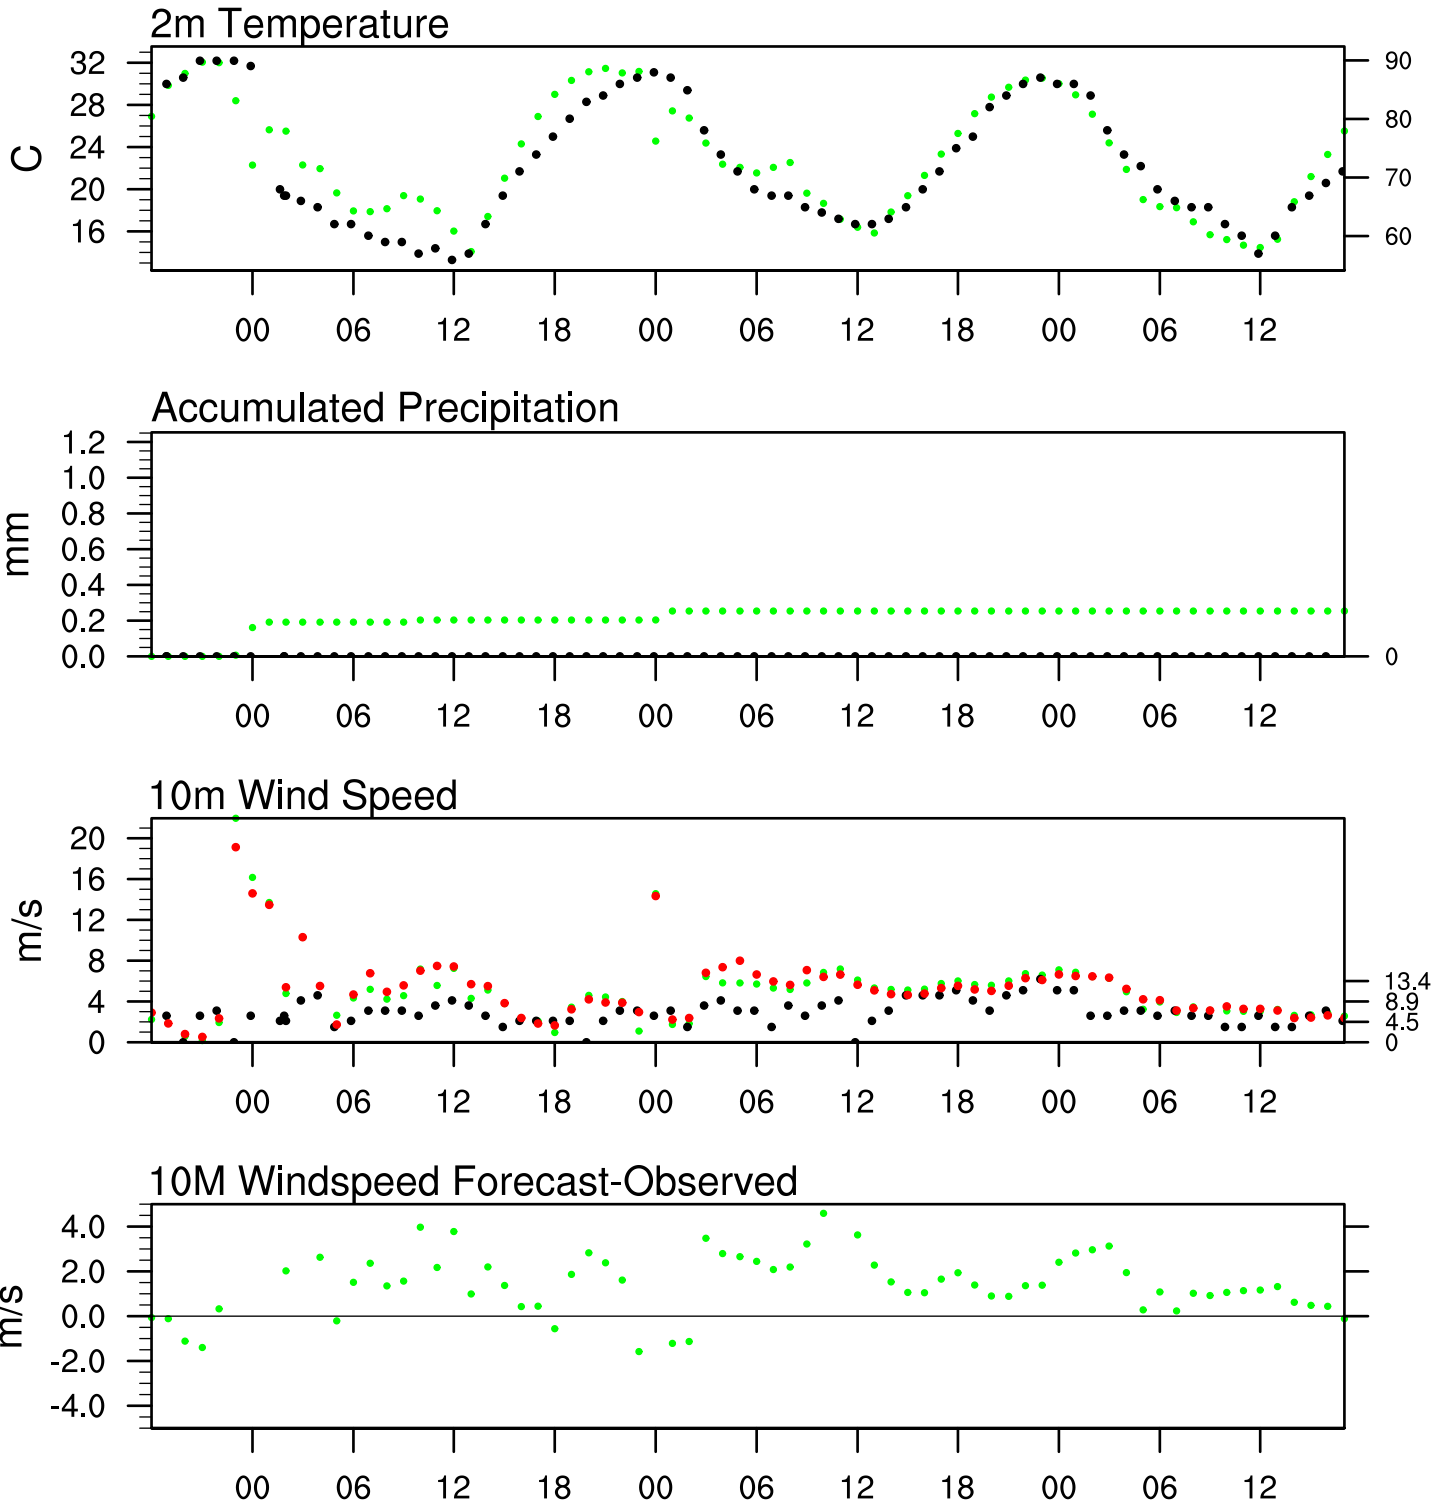 2m Temperature
32
28
24
20
16
C
90
80
70
60
00 06 12 18 00 06 12 18 00 06 12
Accumulated Precipitation
1.2
1.0
0.8
0.6
0.4
0.2
0.0
mm
0
00 06 12 18 00 06 12 18 00 06 12
10m Wind Speed
20
16
12
8
4
0
m/s
13.4
8.9
4.5
0
00 06 12 18 00 06 12 18 00 06 12
10M Windspeed Forecast-Observed
4.0
2.0
0.0
-2.0
-4.0
m/s
00 06 12 18 00 06 12 18 00 06 12